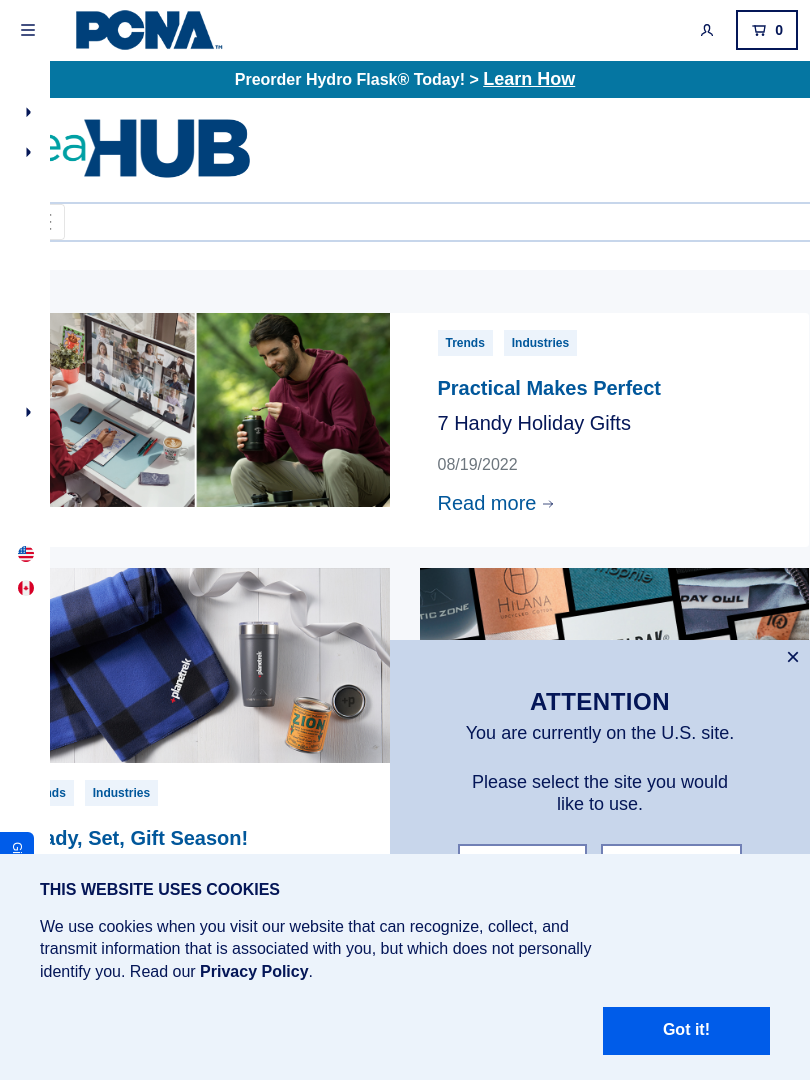 PCNA™
0
Preorder Hydro Flask® Today! > Learn How
eaHUB
Trends Industries
Practical Makes Perfect
7 Handy Holiday Gifts
08/19/2022
Read more
planetrek
planetrek
ZION
+p
TIC ZONE
HILANA
UPCYCLED COTTON
mophie
DAY OWL
ATTENTION
You are currently on the U.S. site.
Please select the site you would
like to use.
nds Industries
ady, Set, Gift Season!
Gi
THIS WEBSITE USES COOKIES
We use cookies when you visit our website that can recognize, collect, and
transmit information that is associated with you, but which does not personally
identify you. Read our Privacy Policy.
Got it!